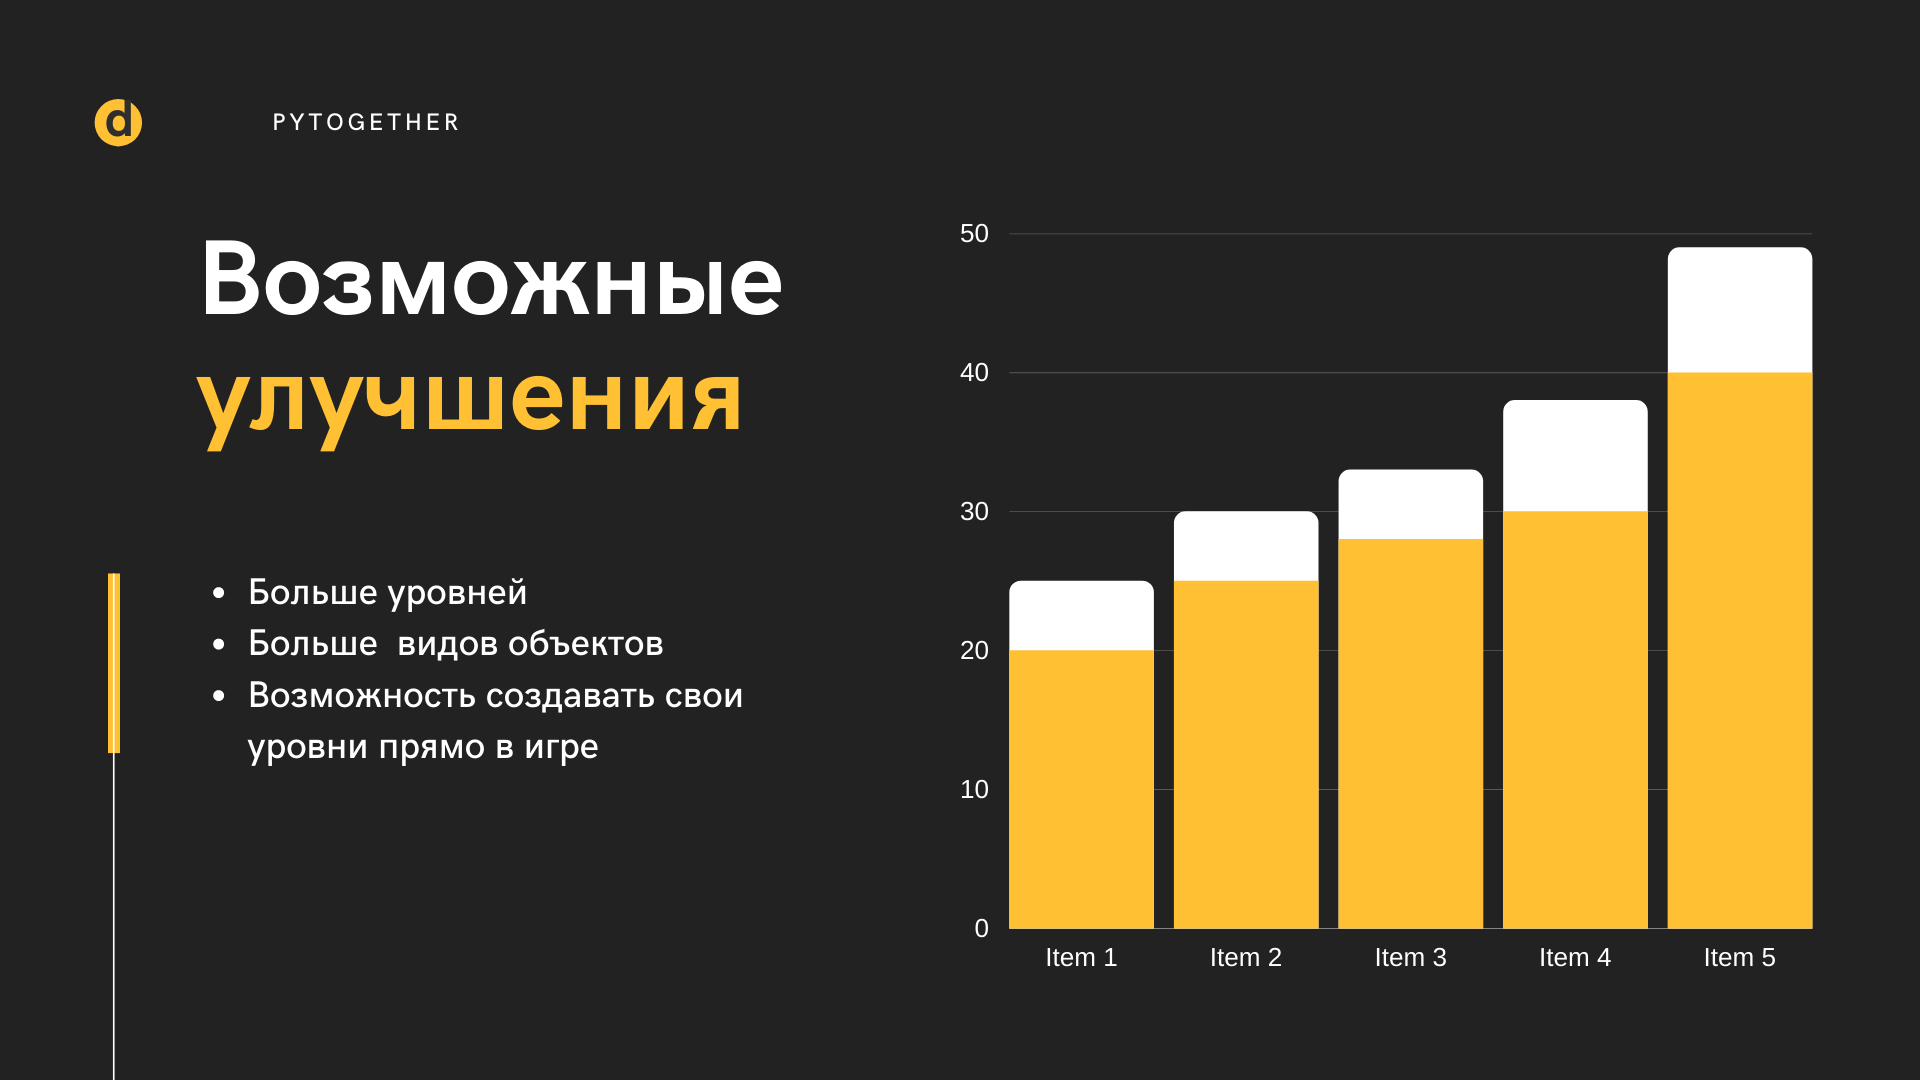 d
PYTOGETHER
Возможные
улучшения
• Больше уровней
• Больше  видов объектов
• Возможность создавать свои
уровни прямо в игре
50
40
30
20
10
0
Item 1 Item 2 Item 3 Item 4 Item 5